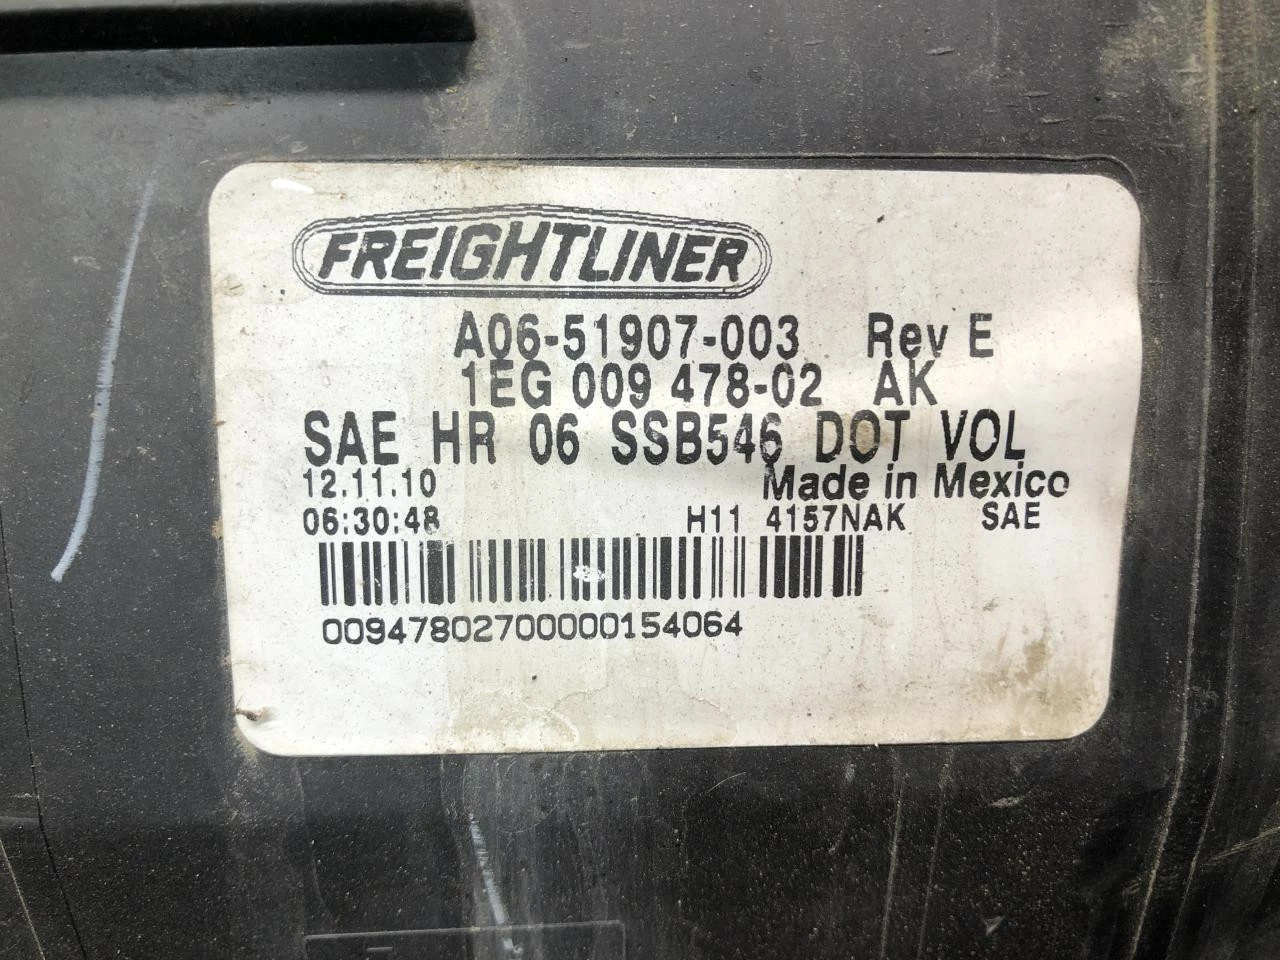 FREIGHTLINER
A06-51907-003 Rev E
1EG 009 478-02 AK
SAE HR 06 SSB546 DOT VOL
12.11.10 Made in Mexico
06:30:48 H11 4157NAK SAE
00947802700000154064